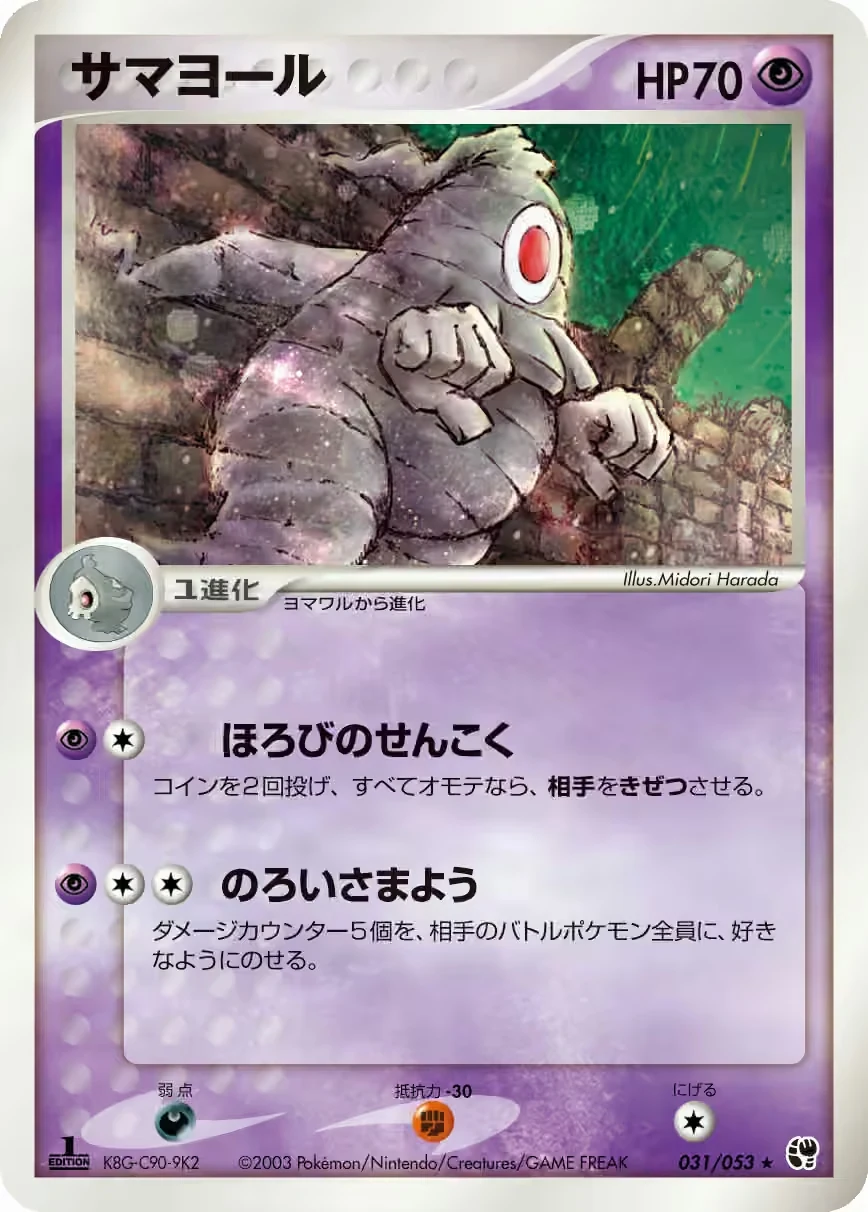 サマヨール HP70
Illus.Midori Harada
1進化
ヨマワルから進化
ほろびのせんこく
コインを2回投げ、すべてオモテなら、相手をきぜつさせる。
のろいさまよう
ダメージカウンター5個を、相手のバトルポケモン全員に、好き
なようにのせる。
弱点 抵抗力-30 にげる
1 EDITION K8G-C90-9K2 ©2003 Pokémon/Nintendo/Creatures/GAME FREAK 031/053 ★